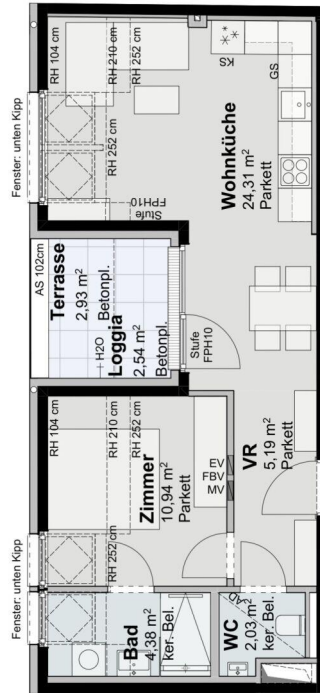 Fenster: unten Kipp
RH 104 cm
RH 210 cm
RH 252 cm
RH 252 cm
KS
GS
Stufe
FPH10
Wohnküche
24,31 m²
Parkett
AS 102cm
Terrasse
2,93 m²
Betonpl.
H2O
Loggia
2,54 m²
Betonpl.
Stufe
FPH10
RH 104 cm
RH 210 cm
RH 252 cm
Zimmer
10,94 m²
Parkett
EV
FBV
MV
VR
5,19 m²
Parkett
Fenster: unten Kipp
RH 252 cm
Bad
4,38 m²
ker. Bel.
WC
2,03 m²
ker. Bel.
AD